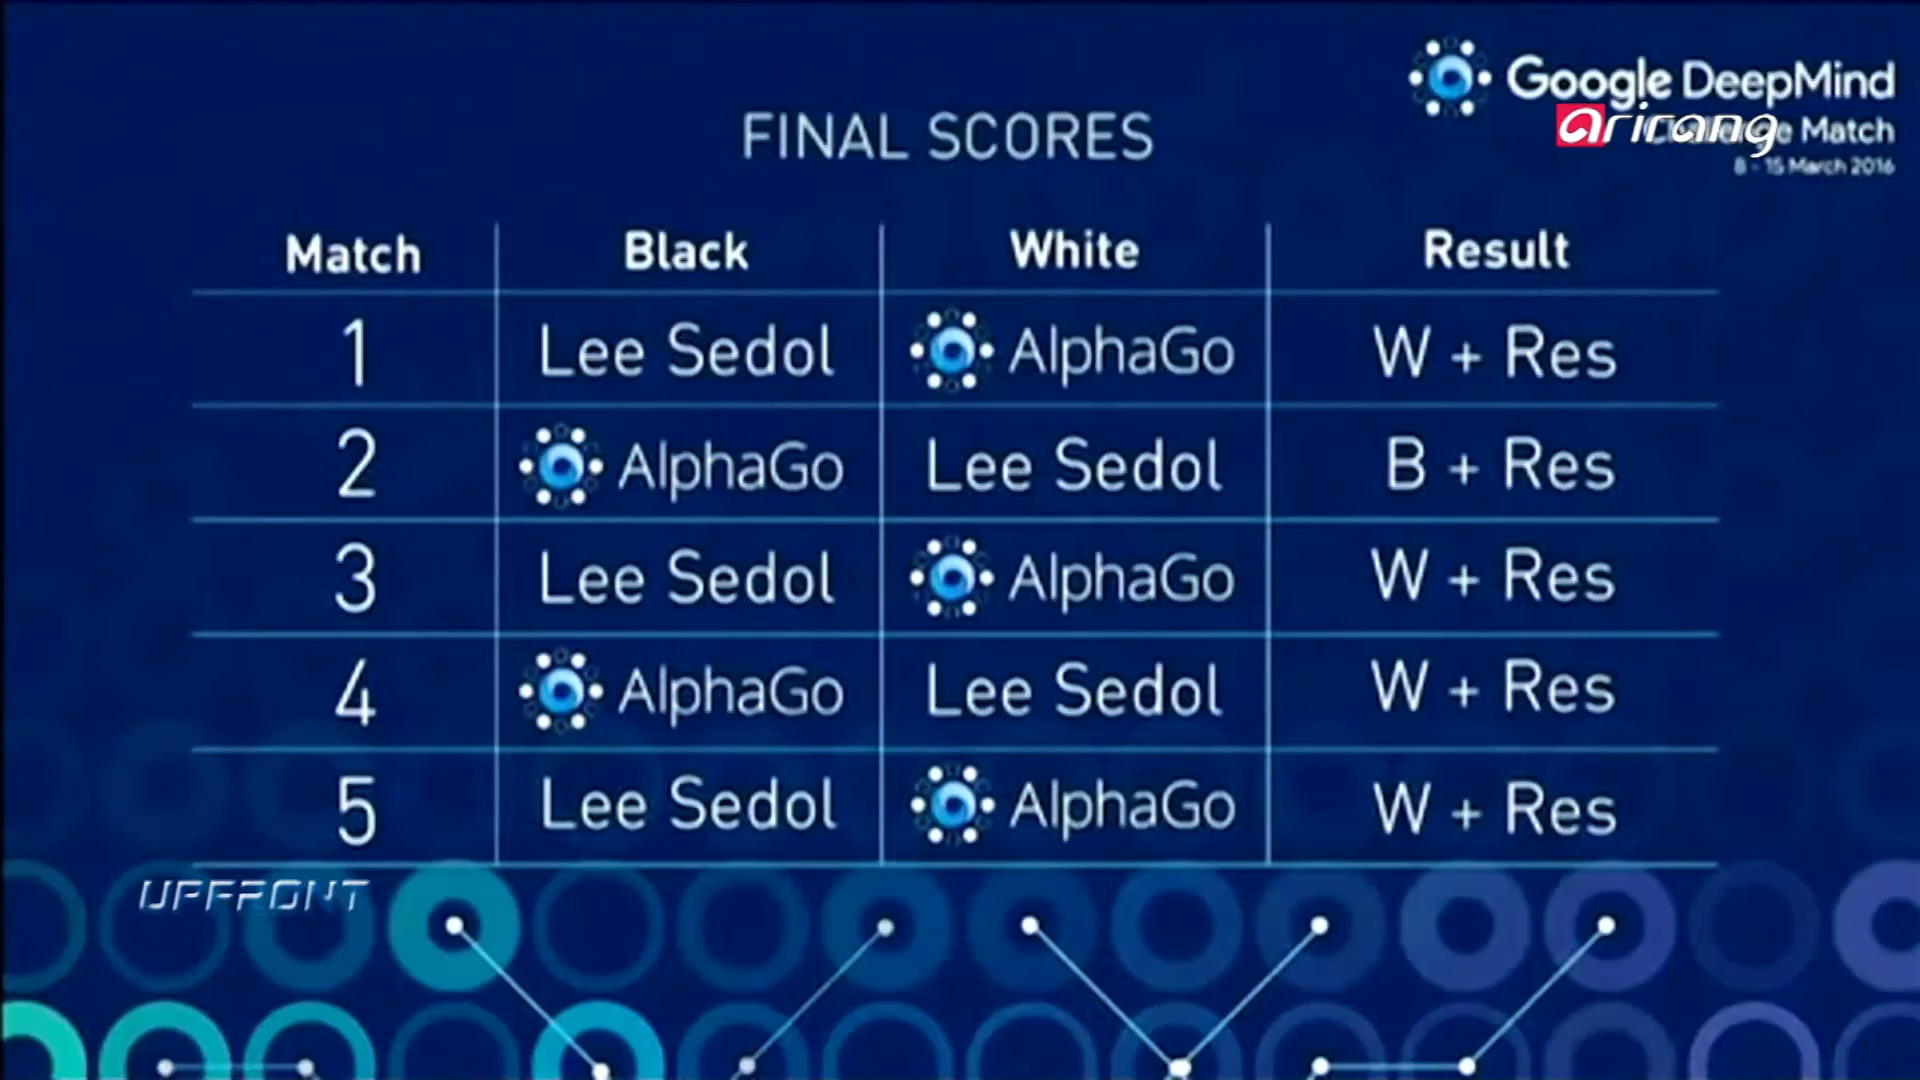 Google DeepMind
arirang
Challenge Match
8 - 15 March 2016
FINAL SCORES
Match Black White Result
1 Lee Sedol AlphaGo W + Res
2 AlphaGo Lee Sedol B + Res
3 Lee Sedol AlphaGo W + Res
4 AlphaGo Lee Sedol W + Res
5 Lee Sedol AlphaGo W + Res
UPFRONT